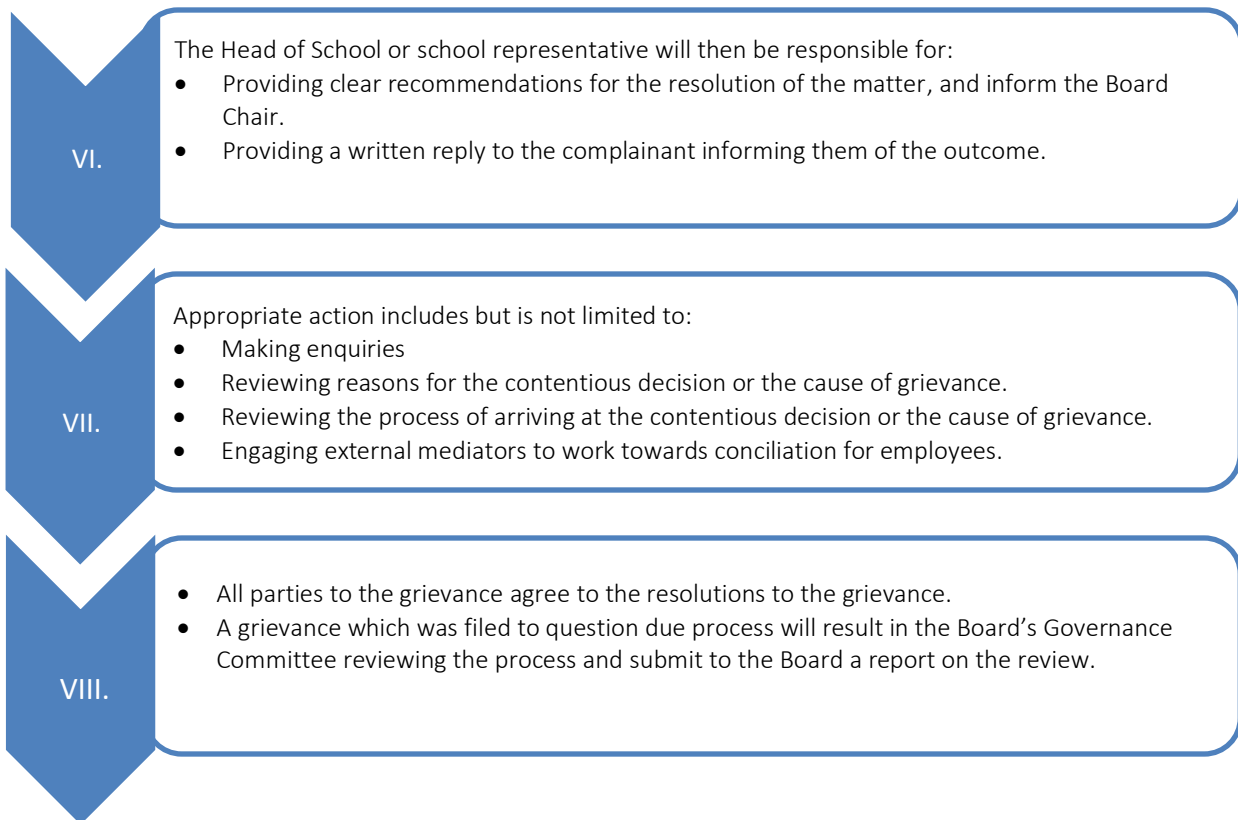 VI.
The Head of School or school representative will then be responsible for:
• Providing clear recommendations for the resolution of the matter, and inform the Board
Chair.
• Providing a written reply to the complainant informing them of the outcome.
VII.
Appropriate action includes but is not limited to:
• Making enquiries
• Reviewing reasons for the contentious decision or the cause of grievance.
• Reviewing the process of arriving at the contentious decision or the cause of grievance.
• Engaging external mediators to work towards conciliation for employees.
VIII.
• All parties to the grievance agree to the resolutions to the grievance.
• A grievance which was filed to question due process will result in the Board’s Governance
Committee reviewing the process and submit to the Board a report on the review.